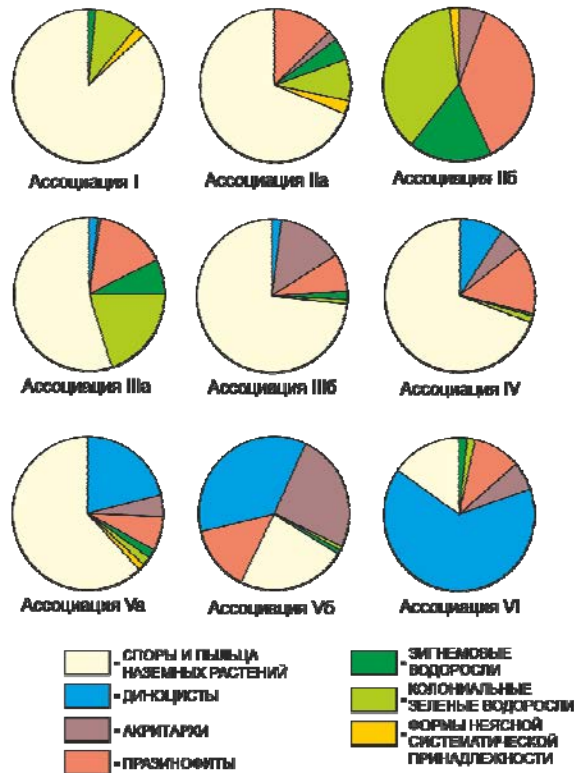 Ассоциация I
Ассоциация IIа
Ассоциация IIб
Ассоциация IIIа
Ассоциация IIIб
Ассоциация IV
Ассоциация Vа
Ассоциация Vб
Ассоциация VI
- СПОРЫ И ПЫЛЬЦА
НАЗЕМНЫХ РАСТЕНИЙ
- ДИНОЦИСТЫ
- АКРИТАРХИ
- ПРАЗИНОФИТЫ
- ЗИГНЕМОВЫЕ
ВОДОРОСЛИ
- КОЛОНИАЛЬНЫЕ
ЗЕЛЕНЫЕ ВОДОРОСЛИ
- ФОРМЫ НЕЯСНОЙ
СИСТЕМАТИЧЕСКОЙ
ПРИНАДЛЕЖНОСТИ